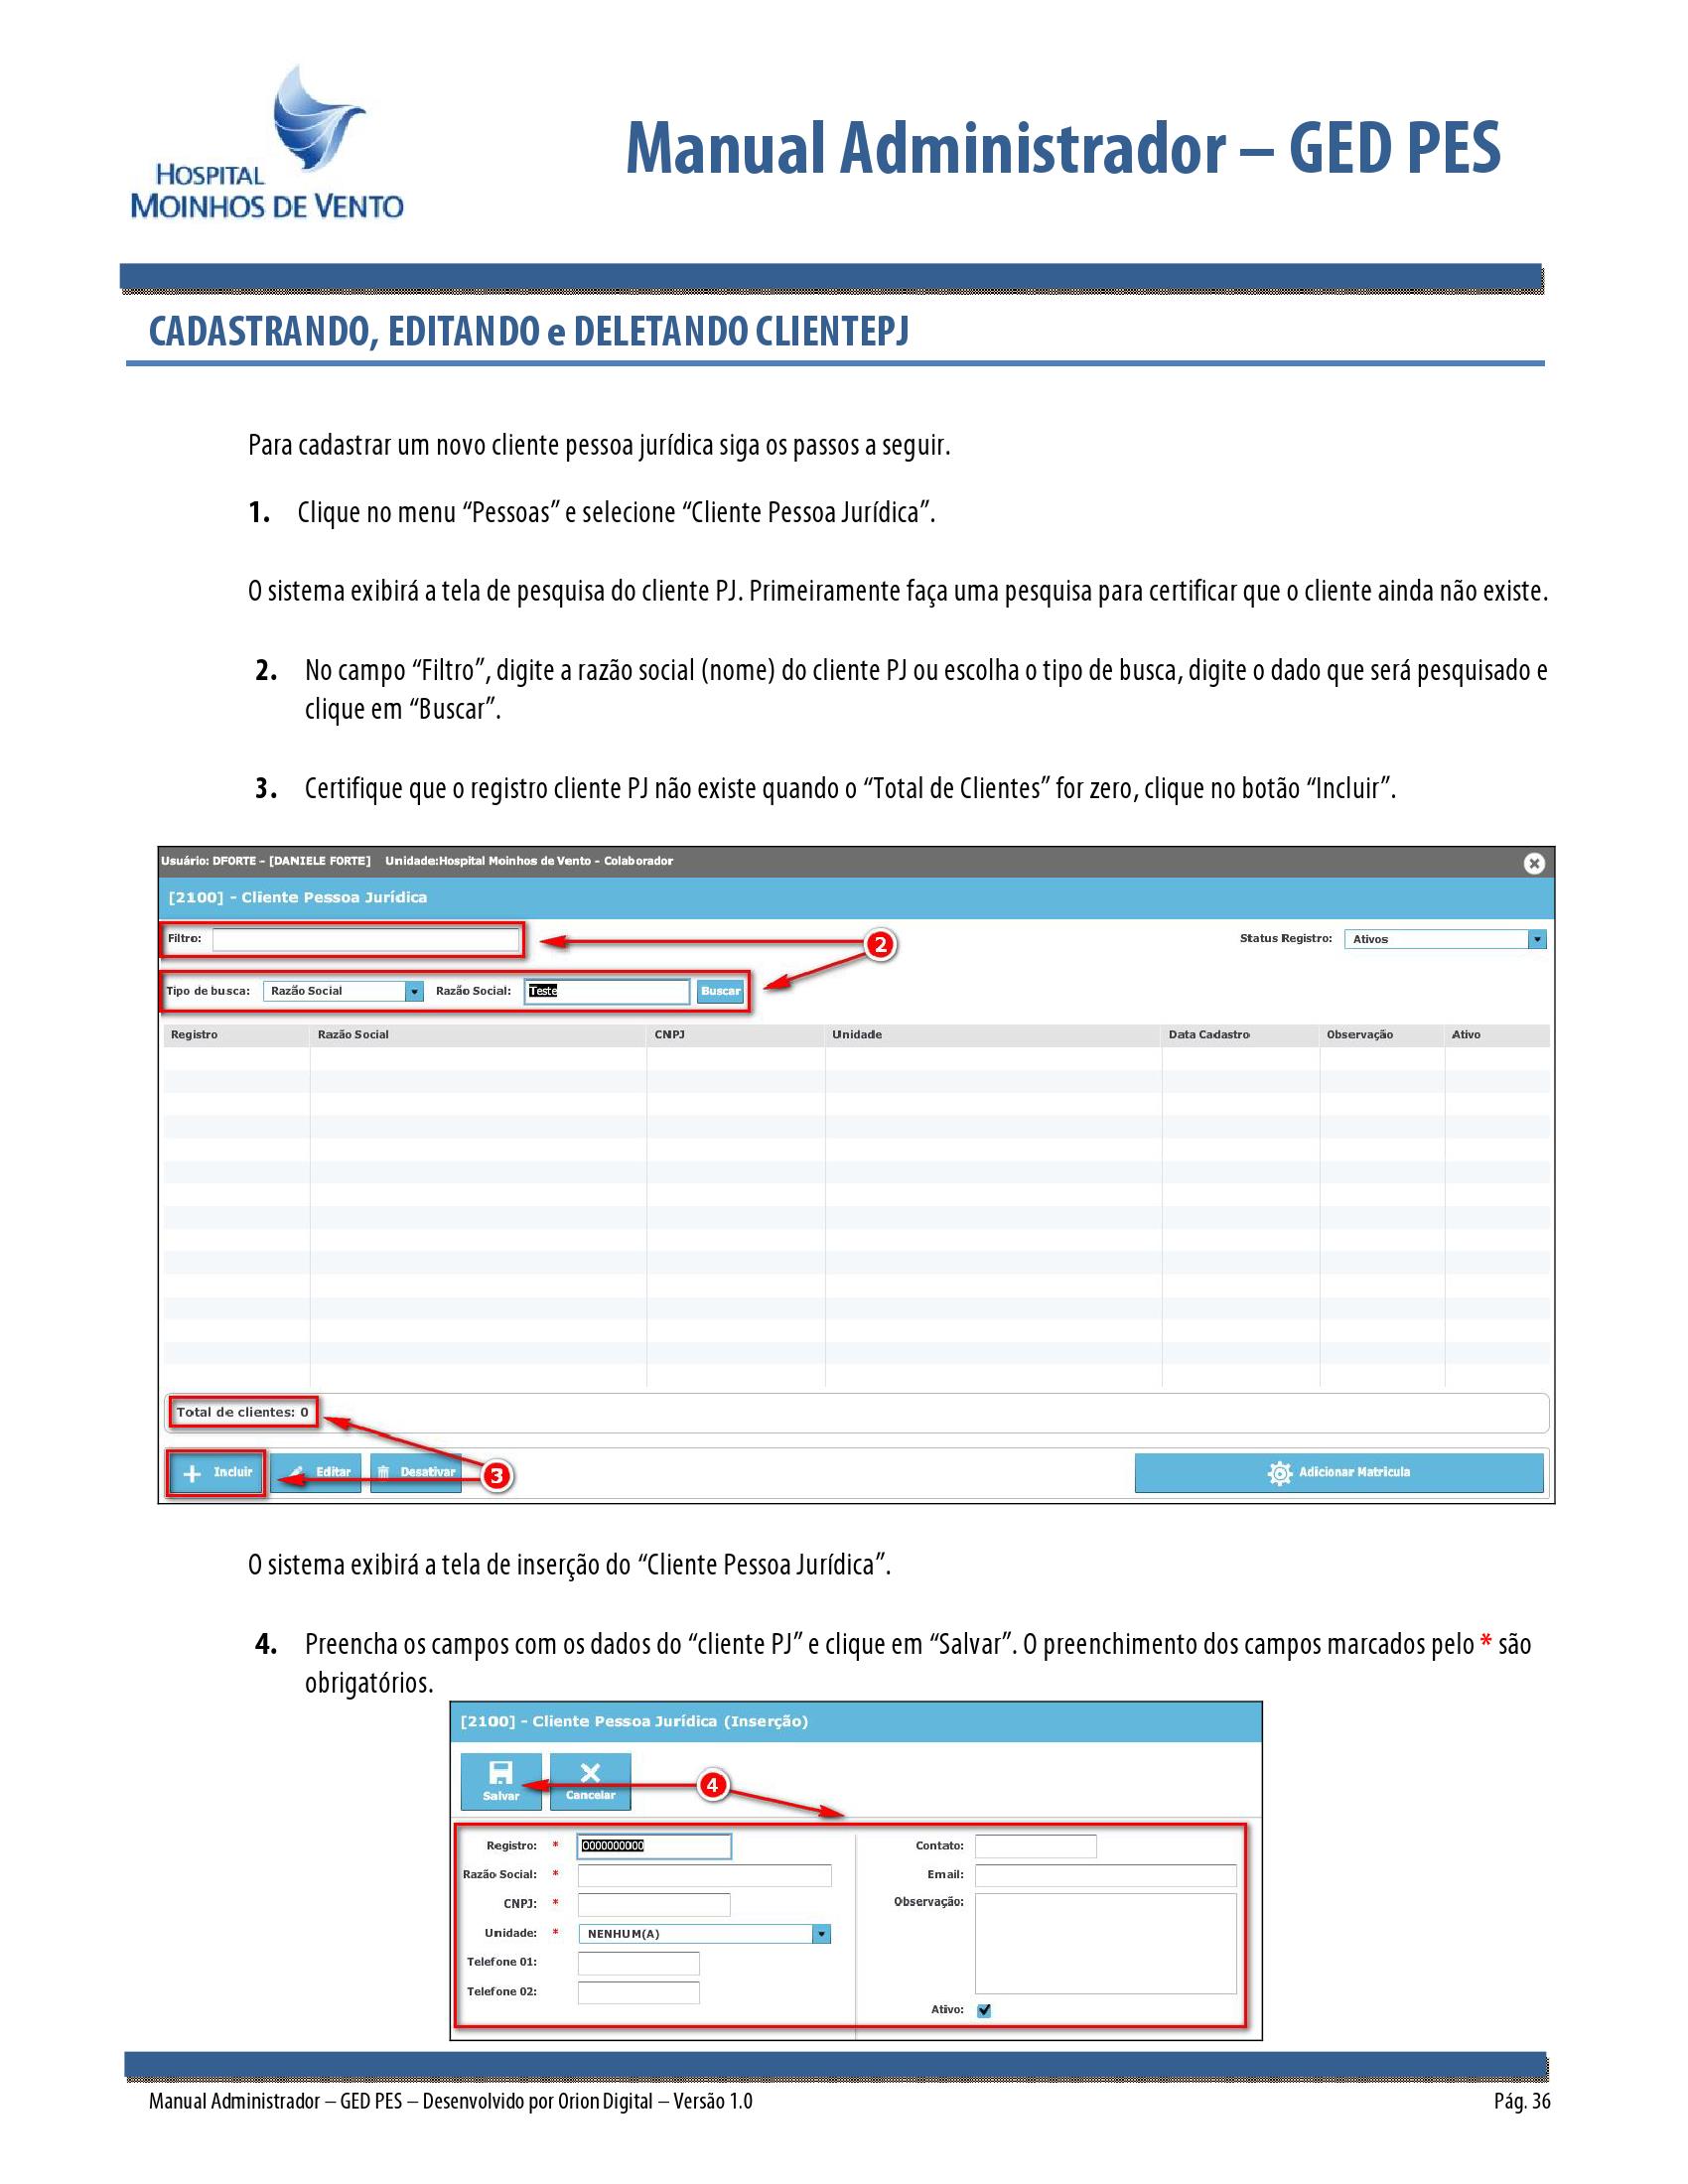 HOSPITAL
MOINHOS DE VENTO
Manual Administrador – GED PES
CADASTRANDO, EDITANDO e DELETANDO CLIENTEPJ
Para cadastrar um novo cliente pessoa jurídica siga os passos a seguir.
1. Clique no menu “Pessoas” e selecione “Cliente Pessoa Jurídica”.
O sistema exibirá a tela de pesquisa do cliente PJ. Primeiramente faça uma pesquisa para certificar que o cliente ainda não existe.
2. No campo “Filtro”, digite a razão social (nome) do cliente PJ ou escolha o tipo de busca, digite o dado que será pesquisado e
clique em “Buscar”.
3. Certifique que o registro cliente PJ não existe quando o “Total de Clientes” for zero, clique no botão “Incluir”.
Usuário: DFORTE - [DANIELE FORTE] Unidade:Hospital Moinhos de Vento - Colaborador
[2100] - Cliente Pessoa Jurídica
Filtro: 2 Status Registro: Ativos
Tipo de busca: Razão Social Razão Social: Teste Buscar
Registro Razão Social CNPJ Unidade Data Cadastro Observação Ativo
Total de clientes: 0
Incluir Editar Desativar 3 Adicionar Matricula
O sistema exibirá a tela de inserção do “Cliente Pessoa Jurídica”.
4. Preencha os campos com os dados do “cliente PJ” e clique em “Salvar”. O preenchimento dos campos marcados pelo * são
obrigatórios.
[2100] - Cliente Pessoa Jurídica (Inserção)
Salvar Cancelar 4
Registro: * 0000000000 Contato:
Razão Social: * Email:
CNPJ: * Observação:
Unidade: * NENHUM(A)
Telefone 01:
Telefone 02:
Ativo:
Manual Administrador – GED PES – Desenvolvido por Orion Digital – Versão 1.0 Pág. 36